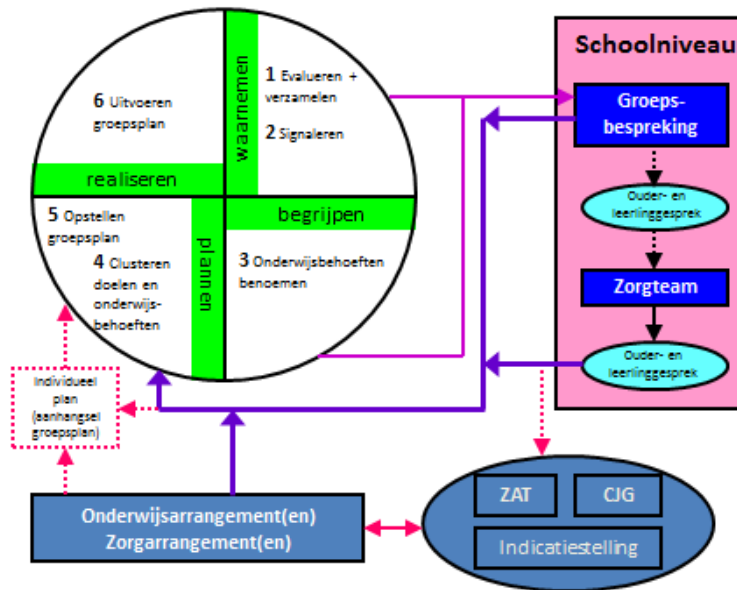 waarnemen
1 Evalueren +
verzamelen
2 Signaleren
6 Uitvoeren
groepsplan
realiseren
begrijpen
5 Opstellen
groepsplan
4 Clusteren
doelen en
onderwijs-
behoeften
plannen
3 Onderwijsbehoeften
benoemen
Schoolniveau
Groeps-
bespreking
Ouder- en
leerlinggesprek
Zorgteam
Ouder- en
leerlinggesprek
Individueel
plan
(aanhangsel
groepsplan)
Onderwijsarrangement(en)
Zorgarrangement(en)
ZAT
CJG
Indicatiestelling